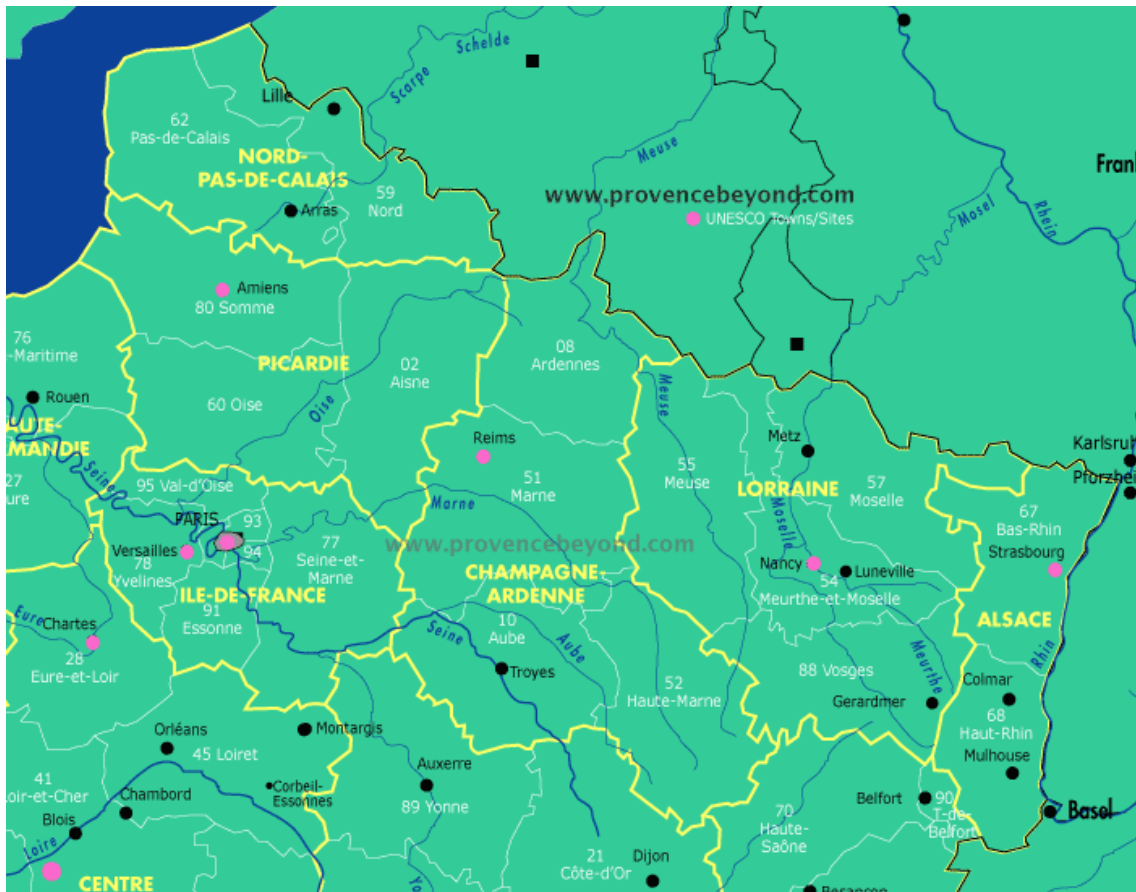 Schelde
Scarpe
Lille
62
Pas-de-Calais
NORD-
PAS-DE-CALAIS
59
Nord
Arras
Meuse
www.provencebeyond.com
UNESCO Towns/Sites
Mosel
Rhein
Frank
Amiens
80 Somme
76
-Maritime
PICARDIE
02
Aisne
08
Ardennes
60 Oise
Oise
Meuse
Rouen
AUTE-
MANDIE
27
ure
Seine
Reims
51
Marne
Marne
55
Meuse
Metz
LORRAINE
57
Moselle
Moselle
Karlsruh
Pforzhei
67
Bas-Rhin
Strasbourg
95 Val-d'Oise
PARIS
93
94
Versailles
78
Yvelines
77
Seine-et-
Marne
www.provencebeyond.com
ILE-DE-FRANCE
91
Essonne
CHAMPAGNE-
ARDENNE
Nancy
Luneville
54
Meurthe-et-Moselle
ALSACE
Eure
Chartes
28
Eure-et-Loir
Seine
10
Aube
Aube
Troyes
52
Haute-Marne
88 Vosges
Meurthe
Gerardmer
Rhin
Colmar
68
Haut-Rhin
Mulhouse
Orléans
Montargis
45 Loiret
41
Loir-et-Cher
Chambord
Corbeil-
Essonnes
Auxerre
89 Yonne
Blois
Loire
CENTRE
Yo
21
Côte-d'Or
Dijon
70
Haute-
Saône
Belfort
90
T-de-
Belfort
Basel
Besançon